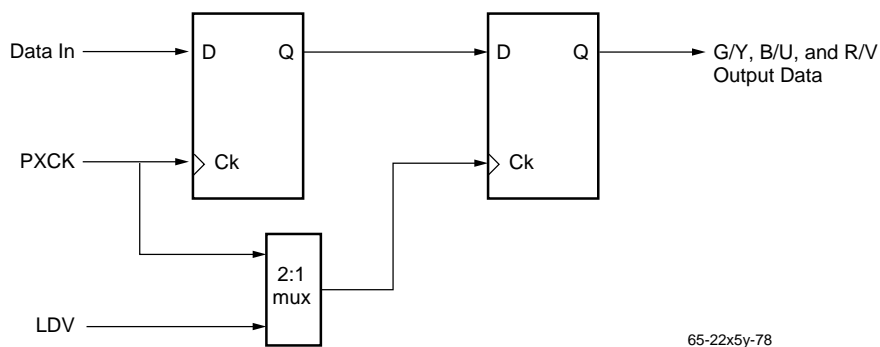 Data In
D
Q
D
Q
G/Y, B/U, and R/V
Output Data
PXCK
Ck
Ck
2:1
mux
LDV
65-22x5y-78